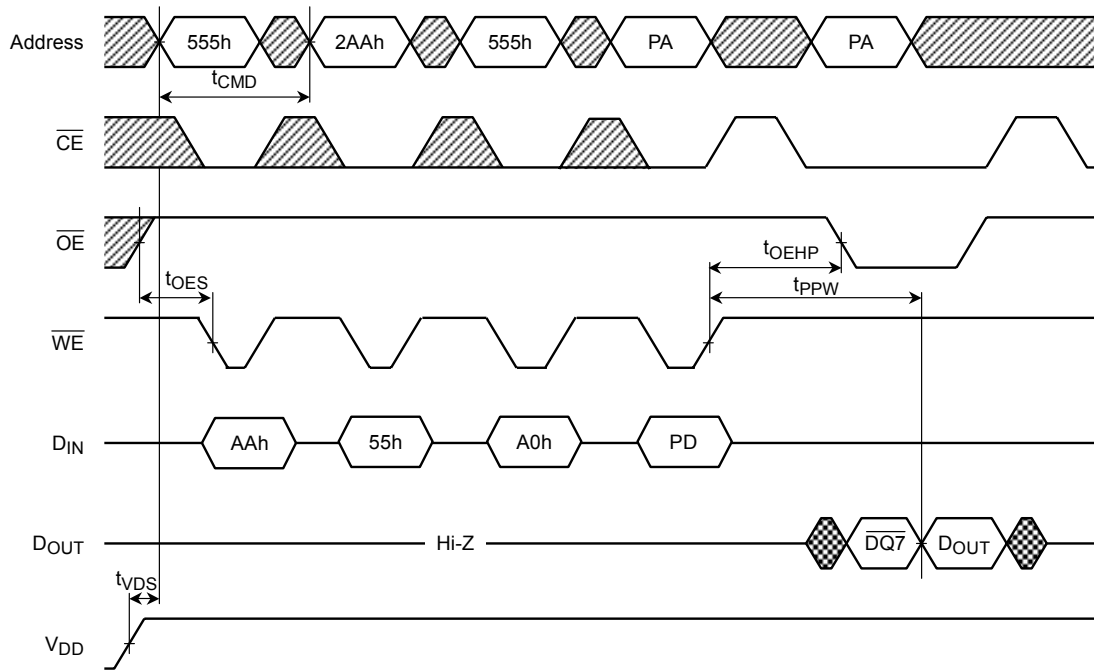 Address 555h 2AAh 555h PA PA
tCMD
CE
OE
tOEHP
tOES
tPPW
WE
DIN AAh 55h A0h PD
DOUT Hi-Z DQ7 DOUT
tVDS
VDD